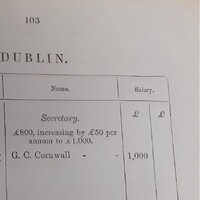 103
DUBLIN.
Name. Salary.
Secretary. £ £
£800, increasing by £50 per
annum to £1,000.
G. C. Cornwall - - 1,000